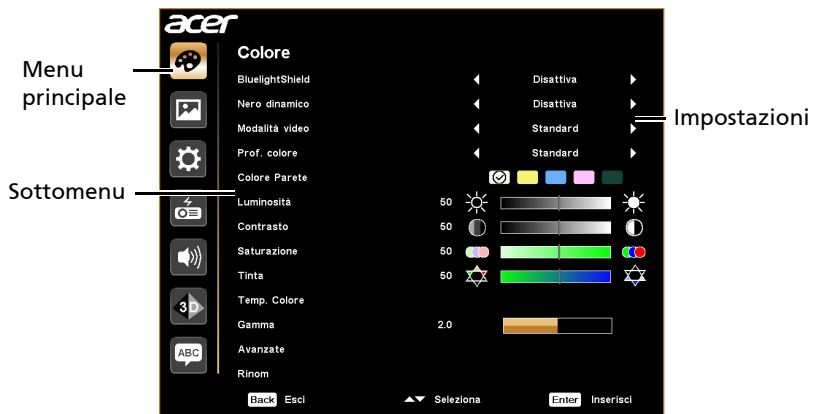 acer
Colore
BluelightShield Disattiva
Nero dinamico Disattiva
Modalità video Standard
Prof. colore Standard
Colore Parete
Luminosità 50
Contrasto 50
Saturazione 50
Tinta 50
Temp. Colore
Gamma 2.0
Avanzate
Rinom
Back Esci Seleziona Enter Inserisci
3D
ABC
Menu
principale
Sottomenu
Impostazioni